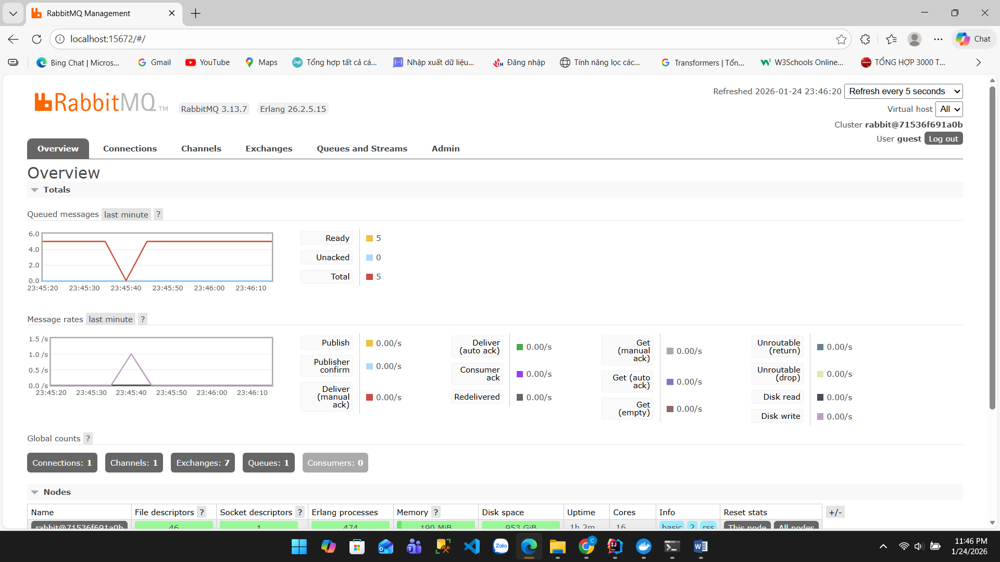 RabbitMQ Management
localhost:15672/#/
Chat
Bing Chat | Micros...
Gmail
YouTube
Maps
Tổng hợp tất cả cá...
Nhập xuất dữ liệu...
Đăng nhập
Tính năng lọc các...
Transformers | Tổn...
W3Schools Online...
TỔNG HỢP 3000 T...
RabbitMQ TM
RabbitMQ 3.13.7
Erlang 26.2.5.15
Refreshed 2026-01-24 23:46:20
Refresh every 5 seconds
Virtual host
All
Cluster rabbit@71536f691a0b
User guest
Log out
Overview
Connections
Channels
Exchanges
Queues and Streams
Admin
Overview
Totals
Queued messages last minute ?
6.0
4.0
2.0
0.0
23:45:20 23:45:30 23:45:40 23:45:50 23:46:00 23:46:10
Ready 5
Unacked 0
Total 5
Message rates last minute ?
1.5 /s
1.0 /s
0.5 /s
0.0 /s
23:45:20 23:45:30 23:45:40 23:45:50 23:46:00 23:46:10
Publish 0.00/s
Publisher confirm 0.00/s
Deliver (manual ack) 0.00/s
Deliver (auto ack) 0.00/s
Consumer ack 0.00/s
Redelivered 0.00/s
Get (manual ack) 0.00/s
Get (auto ack) 0.00/s
Get (empty) 0.00/s
Unroutable (return) 0.00/s
Unroutable (drop) 0.00/s
Disk read 0.00/s
Disk write 0.00/s
Global counts ?
Connections: 1
Channels: 1
Exchanges: 7
Queues: 1
Consumers: 0
Nodes
Name File descriptors ? Socket descriptors ? Erlang processes Memory ? Disk space Uptime Cores Info Reset stats +/-
rabbit@71536f691a0b 46 1 474 190 MiB 953 GiB 1h 2m 16 basic 2 rss This node All nodes
Zalo
C
11:46 PM
1/24/2026